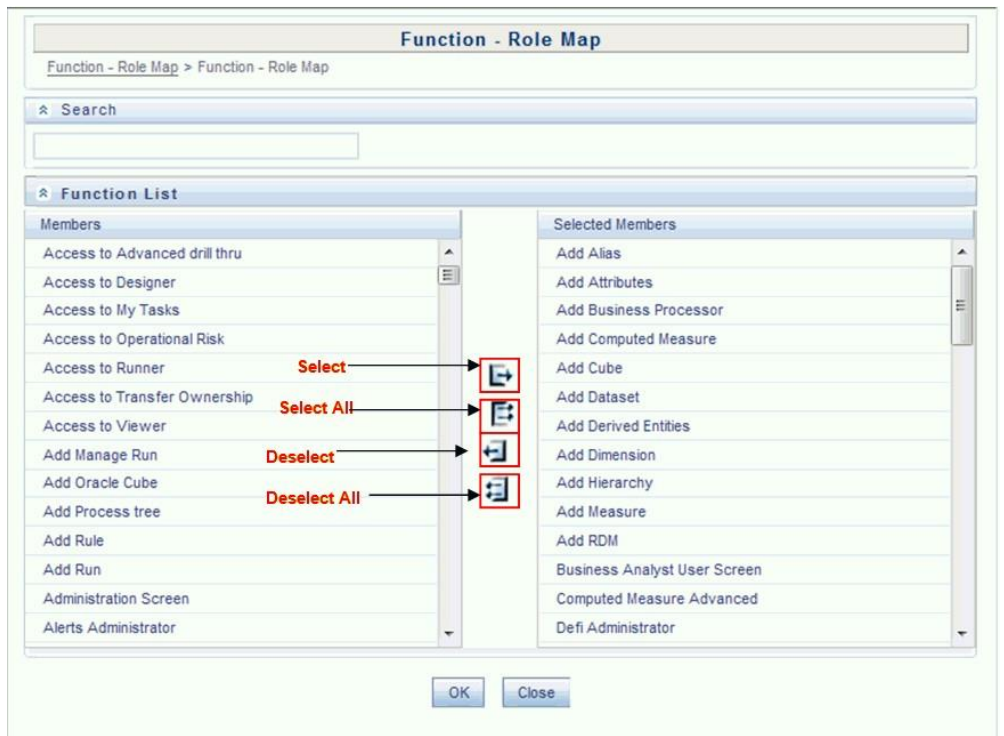 Function - Role Map
Function - Role Map > Function - Role Map
Search
Function List
Members
Access to Advanced drill thru
Access to Designer
Access to My Tasks
Access to Operational Risk
Access to Runner
Access to Transfer Ownership
Access to Viewer
Add Manage Run
Add Oracle Cube
Add Process tree
Add Rule
Add Run
Administration Screen
Alerts Administrator
Select
Select All
Deselect
Deselect All
Selected Members
Add Alias
Add Attributes
Add Business Processor
Add Computed Measure
Add Cube
Add Dataset
Add Derived Entities
Add Dimension
Add Hierarchy
Add Measure
Add RDM
Business Analyst User Screen
Computed Measure Advanced
Defi Administrator
OK
Close